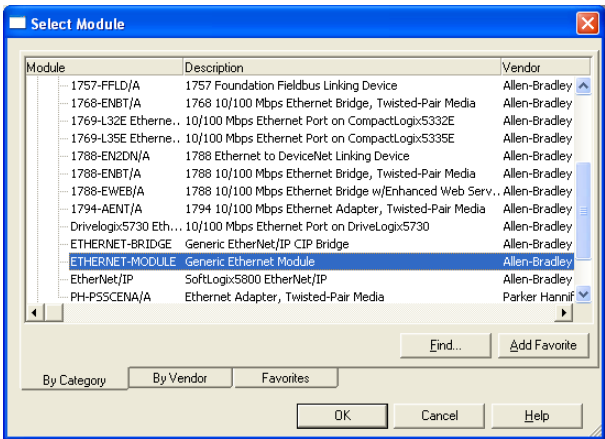 Select Module
Module Description Vendor
1757-FFLD/A 1757 Foundation Fieldbus Linking Device Allen-Bradley
1768-ENBT/A 1768 10/100 Mbps Ethernet Bridge, Twisted-Pair Media Allen-Bradley
1769-L32E Etherne.. 10/100 Mbps Ethernet Port on CompactLogix5332E Allen-Bradley
1769-L35E Etherne.. 10/100 Mbps Ethernet Port on CompactLogix5335E Allen-Bradley
1788-EN2DN/A 1788 Ethernet to DeviceNet Linking Device Allen-Bradley
1788-ENBT/A 1788 10/100 Mbps Ethernet Bridge, Twisted-Pair Media Allen-Bradley
1788-EWEB/A 1788 10/100 Mbps Ethernet Bridge w/Enhanced Web Serv.. Allen-Bradley
1794-AENT/A 1794 10/100 Mbps Ethernet Adapter, Twisted-Pair Media Allen-Bradley
Drivelogix5730 Eth... 10/100 Mbps Ethernet Port on DriveLogix5730 Allen-Bradley
ETHERNET-BRIDGE Generic EtherNet/IP CIP Bridge Allen-Bradley
ETHERNET-MODULE Generic Ethernet Module Allen-Bradley
EtherNet/IP SoftLogix5800 EtherNet/IP Allen-Bradley
PH-PSSCENA/A Ethernet Adapter, Twisted-Pair Media Parker Hannif
Find... Add Favorite
By Category By Vendor Favorites
OK Cancel Help